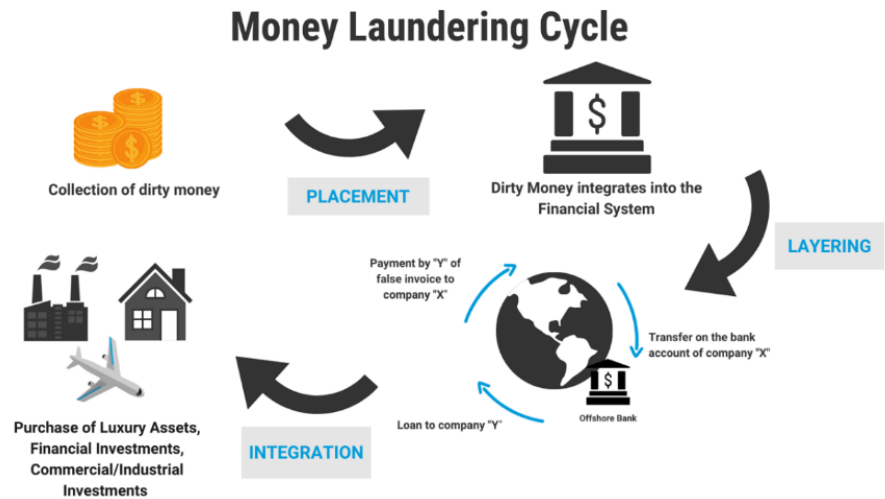 Money Laundering Cycle
$
$
$
$
Collection of dirty money
PLACEMENT
Dirty Money integrates into the
Financial System
LAYERING
Payment by "Y" of
false invoice to
company "X"
Transfer on the bank
account of company "X"
$
Offshore Bank
Loan to company "Y"
INTEGRATION
Purchase of Luxury Assets,
Financial Investments,
Commercial/Industrial
Investments